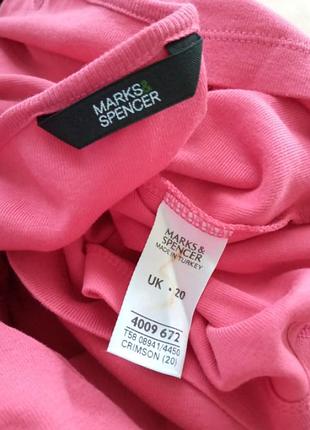 MARKS&
SPENCER
MARKS&
SPENCER
MADE IN TURKEY
UK • 20
4009 672
T58 08941/4450
CRIMSON (20)